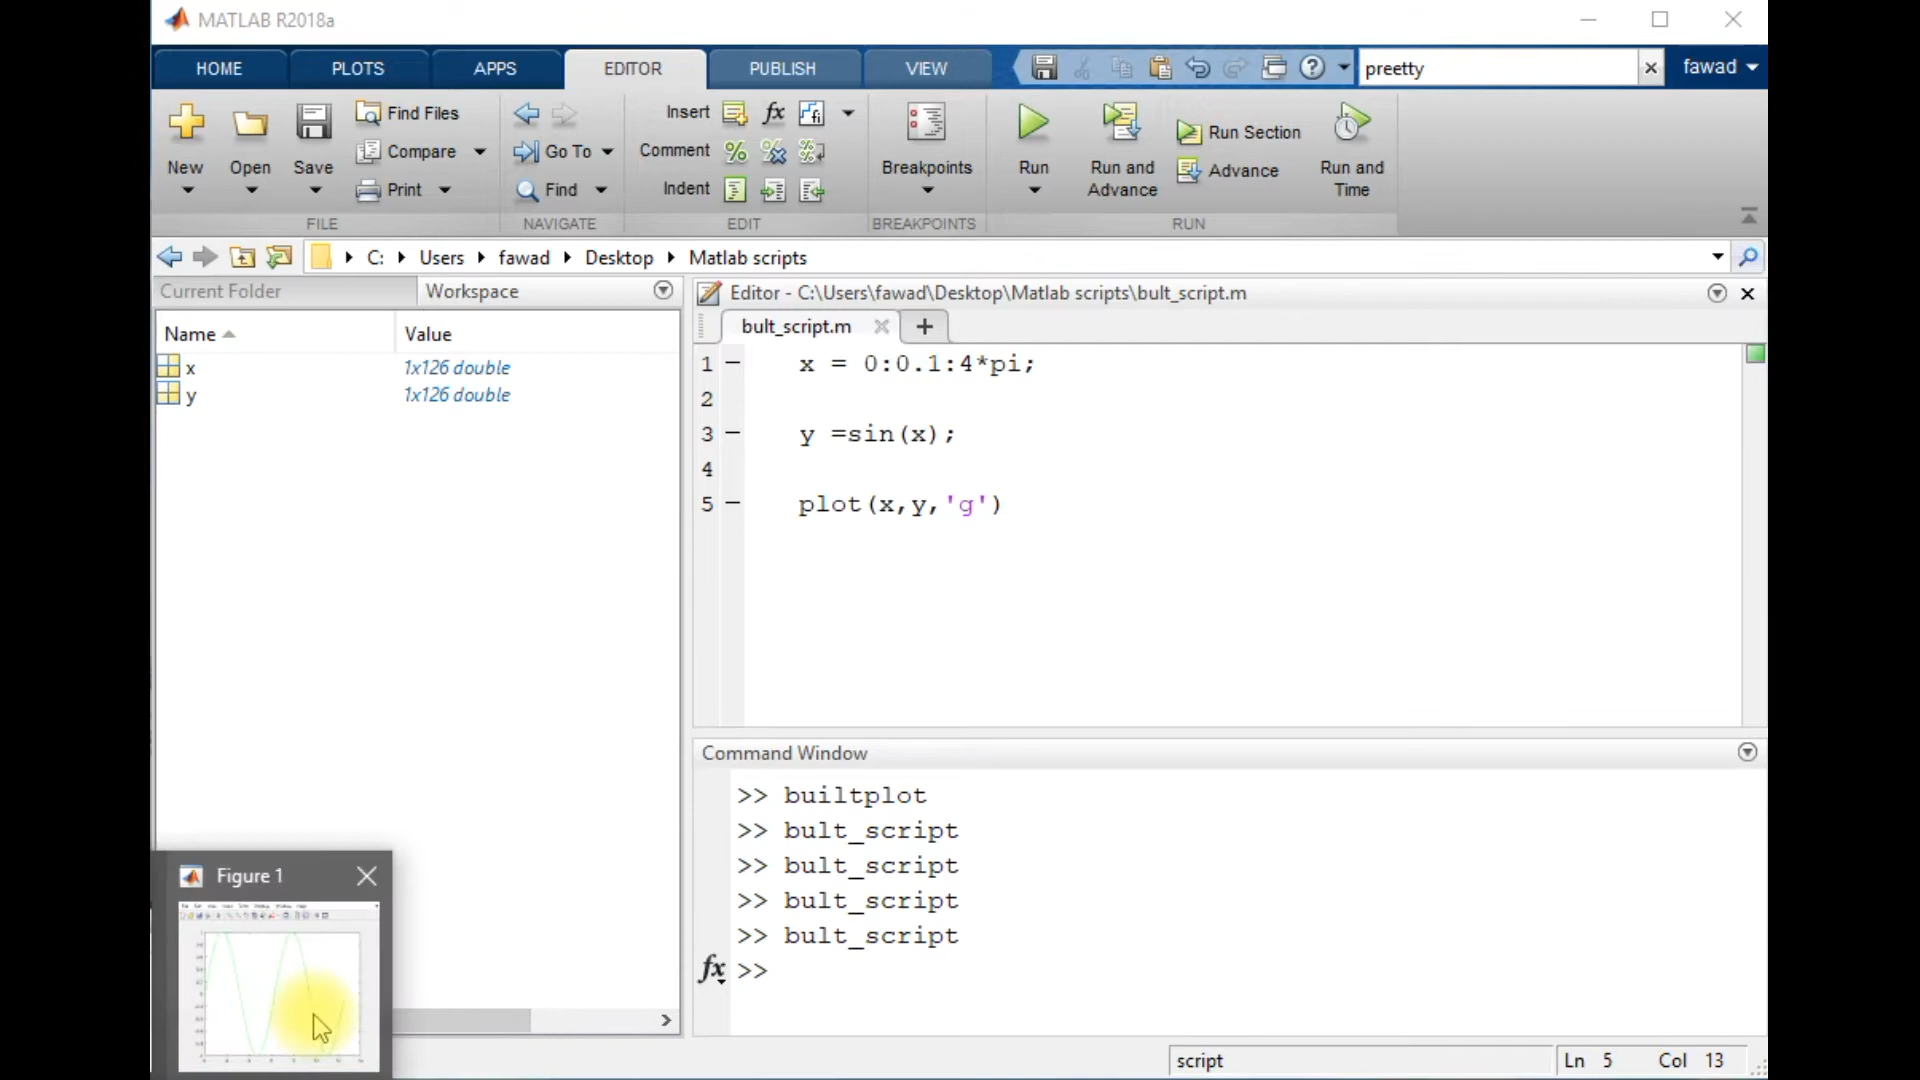 MATLAB R2018a
HOME PLOTS APPS EDITOR PUBLISH VIEW preetty fawad
New Open Save Find Files Compare Print
Go To Find
Insert Comment Indent
Breakpoints
Run Run and Advance Run Section Advance Run and Time
FILE NAVIGATE EDIT BREAKPOINTS RUN
C: Users fawad Desktop Matlab scripts
Current Folder Workspace
Name Value
x 1x126 double
y 1x126 double
Editor - C:\Users\fawad\Desktop\Matlab scripts\bult_script.m
bult_script.m
1 x = 0:0.1:4*pi;
2
3 y =sin(x);
4
5 plot(x,y,'g')
Command Window
>> builtplot
>> bult_script
>> bult_script
>> bult_script
>> bult_script
fx >>
Figure 1
script Ln 5 Col 13